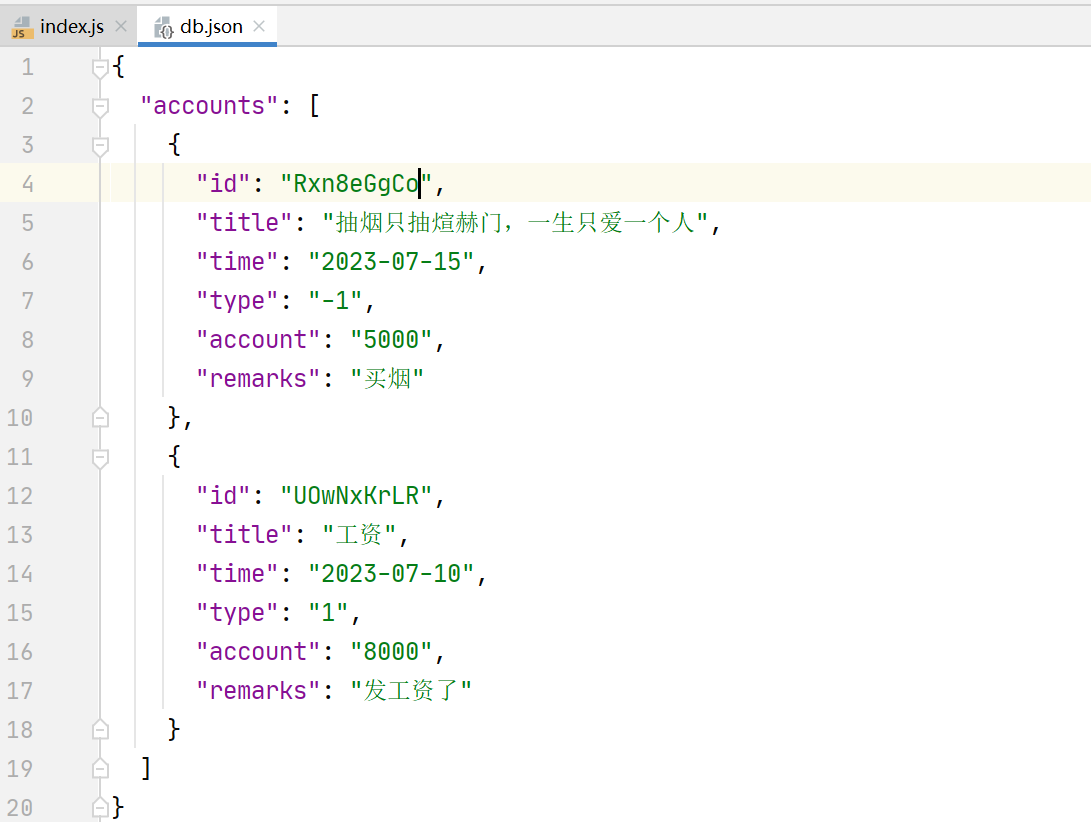 index.js db.json
1 {
2 "accounts": [
3 {
4 "id": "Rxn8eGgCo",
5 "title": "抽烟只抽煊赫门，一生只爱一个人",
6 "time": "2023-07-15",
7 "type": "-1",
8 "account": "5000",
9 "remarks": "买烟"
10 },
11 {
12 "id": "UOwNxKrLR",
13 "title": "工资",
14 "time": "2023-07-10",
15 "type": "1",
16 "account": "8000",
17 "remarks": "发工资了"
18 }
19 ]
20 }